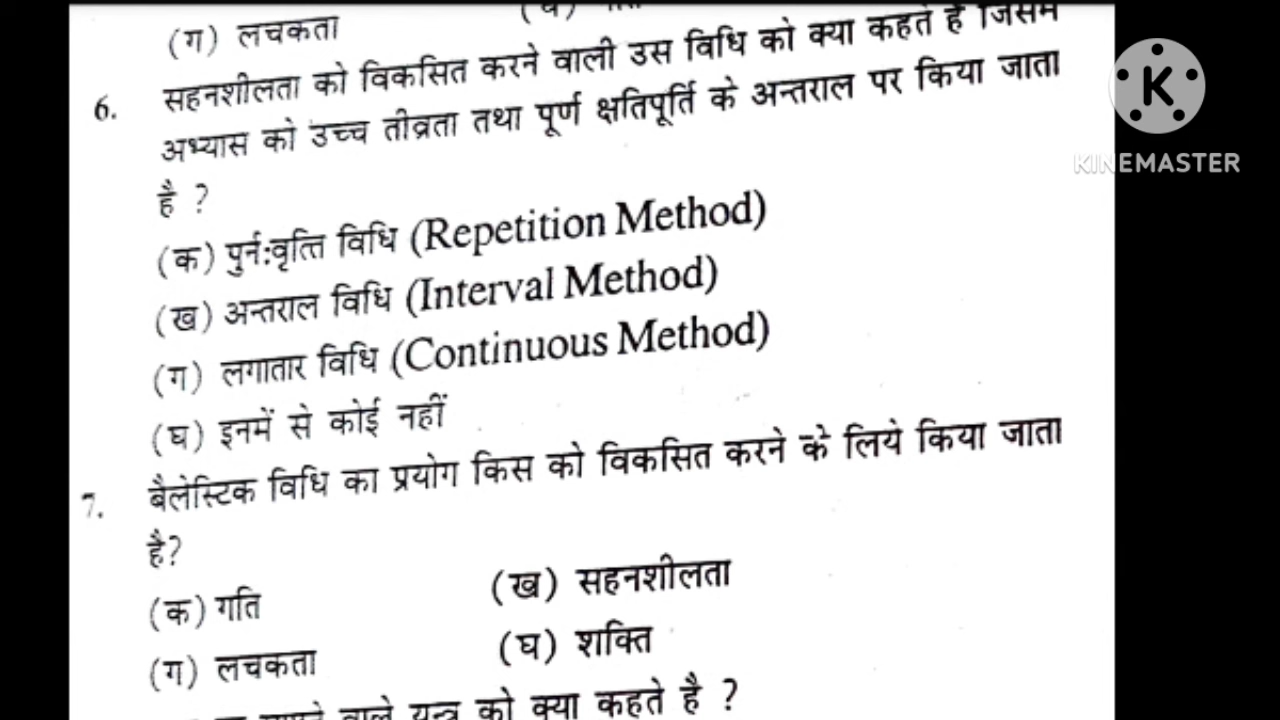 (ग) लचकता
6. सहनशीलता को विकसित करने वाली उस विधि को क्या कहते हैं जिसमें
अभ्यास को उच्च तीव्रता तथा पूर्ण क्षतिपूर्ति के अन्तराल पर किया जाता
है ?
(क) पुर्न:वृत्ति विधि (Repetition Method)
(ख) अन्तराल विधि (Interval Method)
(ग) लगातार विधि (Continuous Method)
(घ) इनमें से कोई नहीं
7. बैलेस्टिक विधि का प्रयोग किस को विकसित करने के लिये किया जाता
है?
(क) गति (ख) सहनशीलता
(ग) लचकता (घ) शक्ति
वाले यन्त्र को क्या कहते है ?
K
KINEMASTER